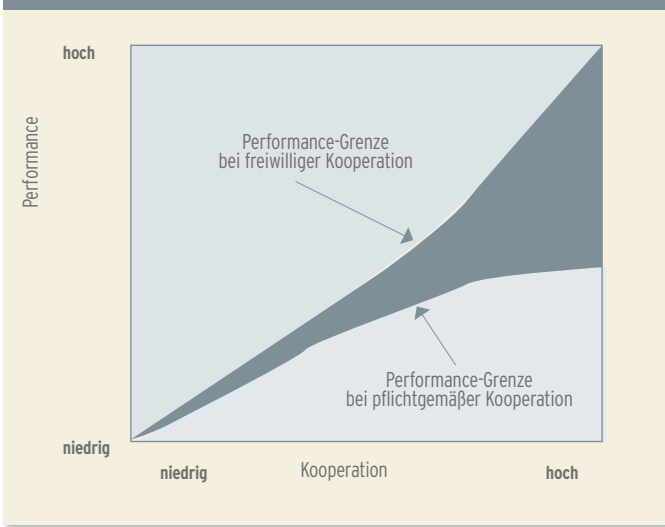 hoch
Performance
Performance-Grenze
bei freiwilliger Kooperation
Performance-Grenze
bei pflichtgemäßer Kooperation
niedrig
niedrig
Kooperation
hoch